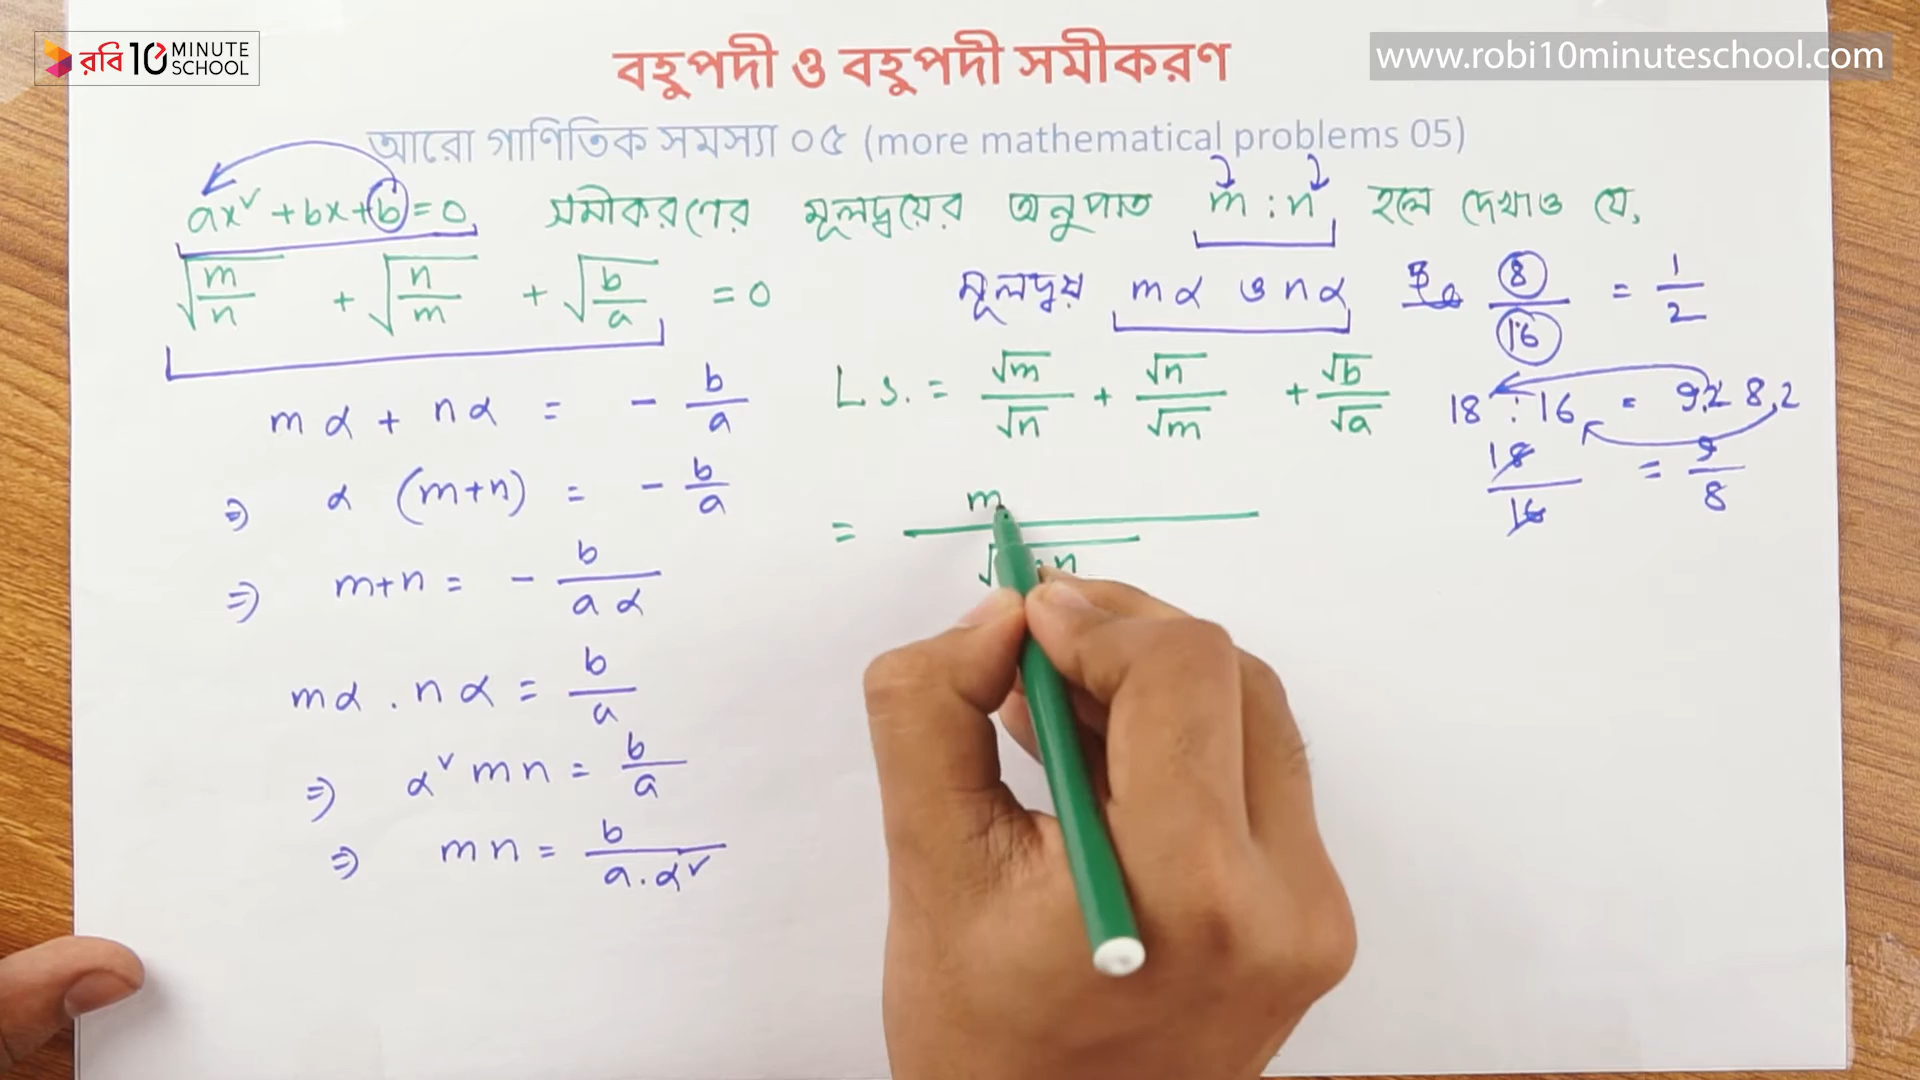 রবি 10 MINUTE SCHOOL
www.robi10minuteschool.com
বহুপদী ও বহুপদী সমীকরণ
আরো গাণিতিক সমস্যা ০৫ (more mathematical problems 05)
ax² + bx + b = 0 সমীকরণের মূলদ্বয়ের অনুপাত m : n হলে দেখাও যে,
√(m/n) + √(n/m) + √(b/a) = 0
মূলদ্বয় mα ও nα
8/16 = 1/2
18 : 16 = 9,2 8,2
18/16 = 9/8
mα + nα = - b/a
⇒ α (m+n) = - b/a
⇒ m+n = - b/(a α)
mα . nα = b/a
⇒ α² mn = b/a
⇒ mn = b/(a.α²)
L.S. = √m/√n + √n/√m + √b/√a
= m
n